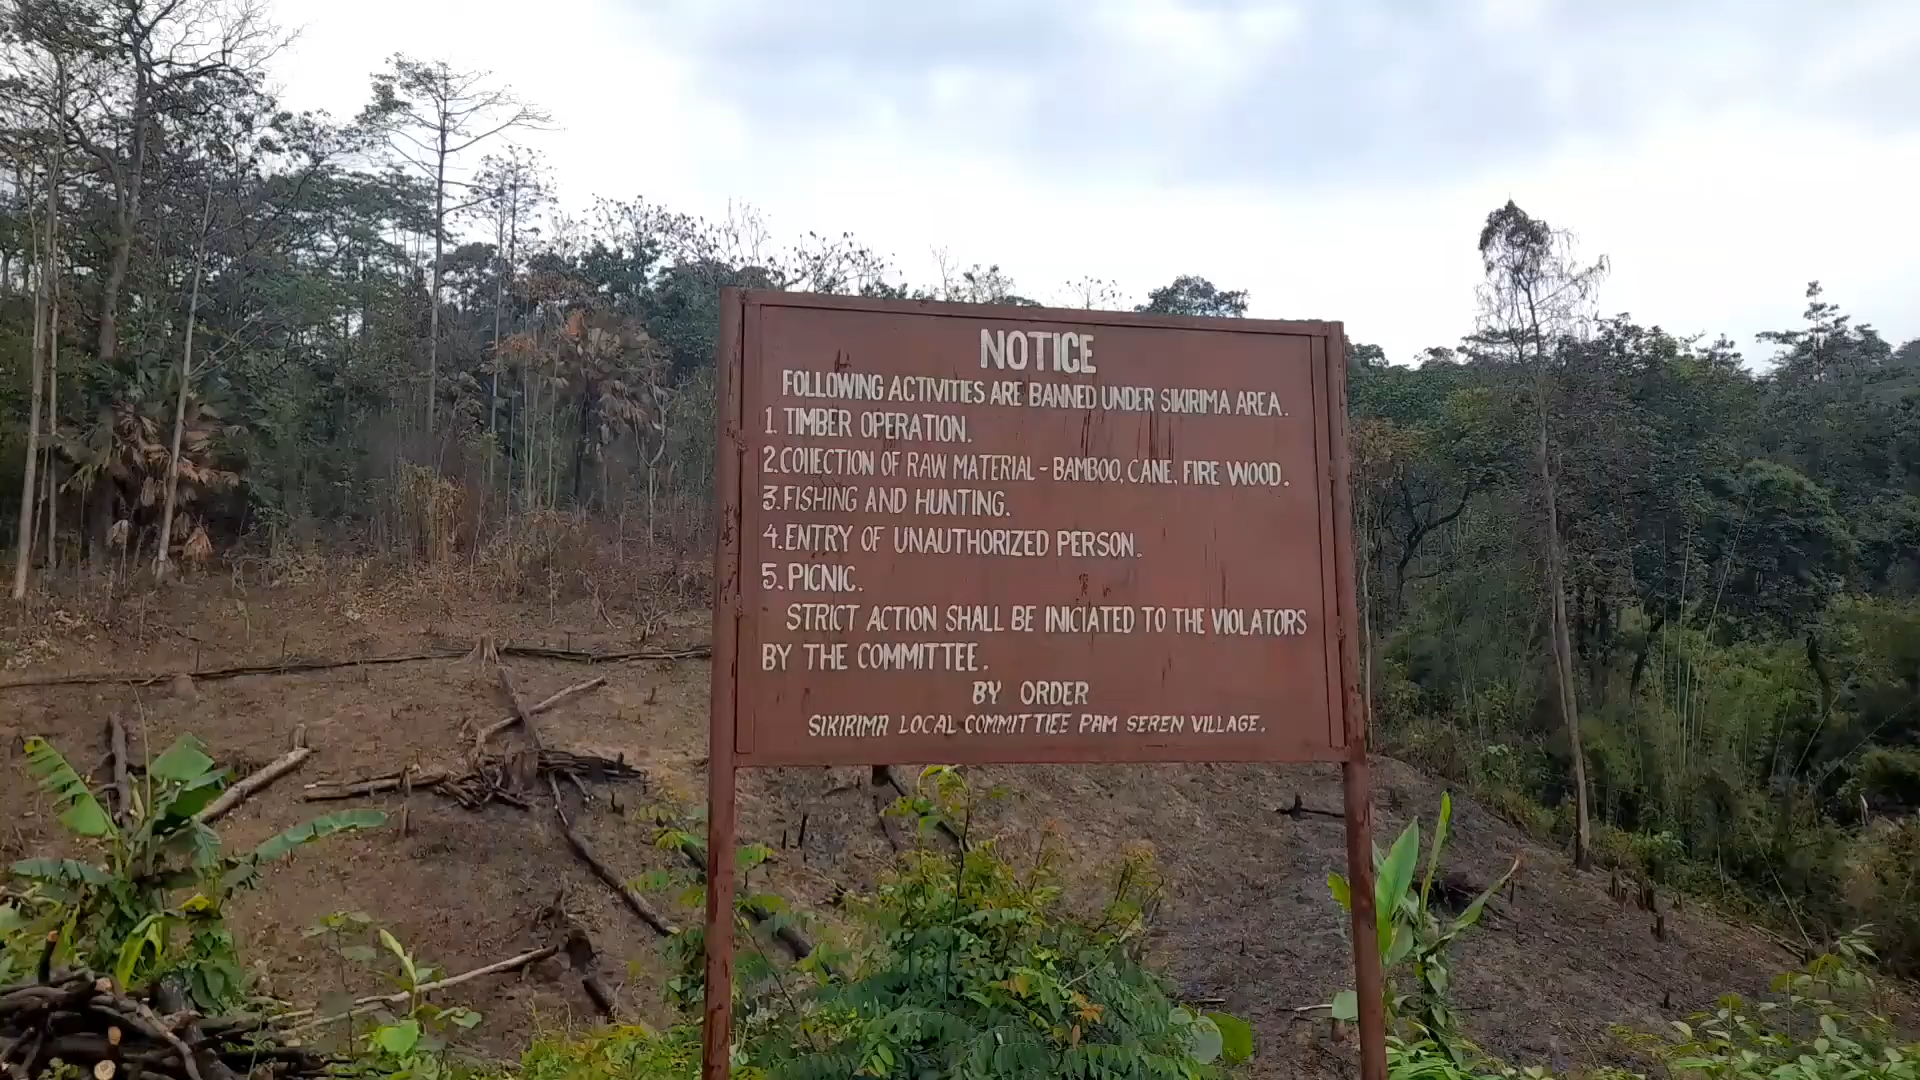 NOTICE
FOLLOWING ACTIVITIES ARE BANNED UNDER SIKIRIMA AREA.
1. TIMBER OPERATION.
2. COllECTION OF RAW MATERIAL - BAMBOO, CANE, FIRE WOOD.
3. FISHING AND HUNTING.
4. ENTRY OF UNAUTHORIZED PERSON.
5. PICNIC.
STRICT ACTION SHALL BE INICIATED TO THE VIOLATORS
BY THE COMMITTEE.
BY ORDER
SIKIRIMA LOCAL COMMITTIEE PAM SEREN VILLAGE.